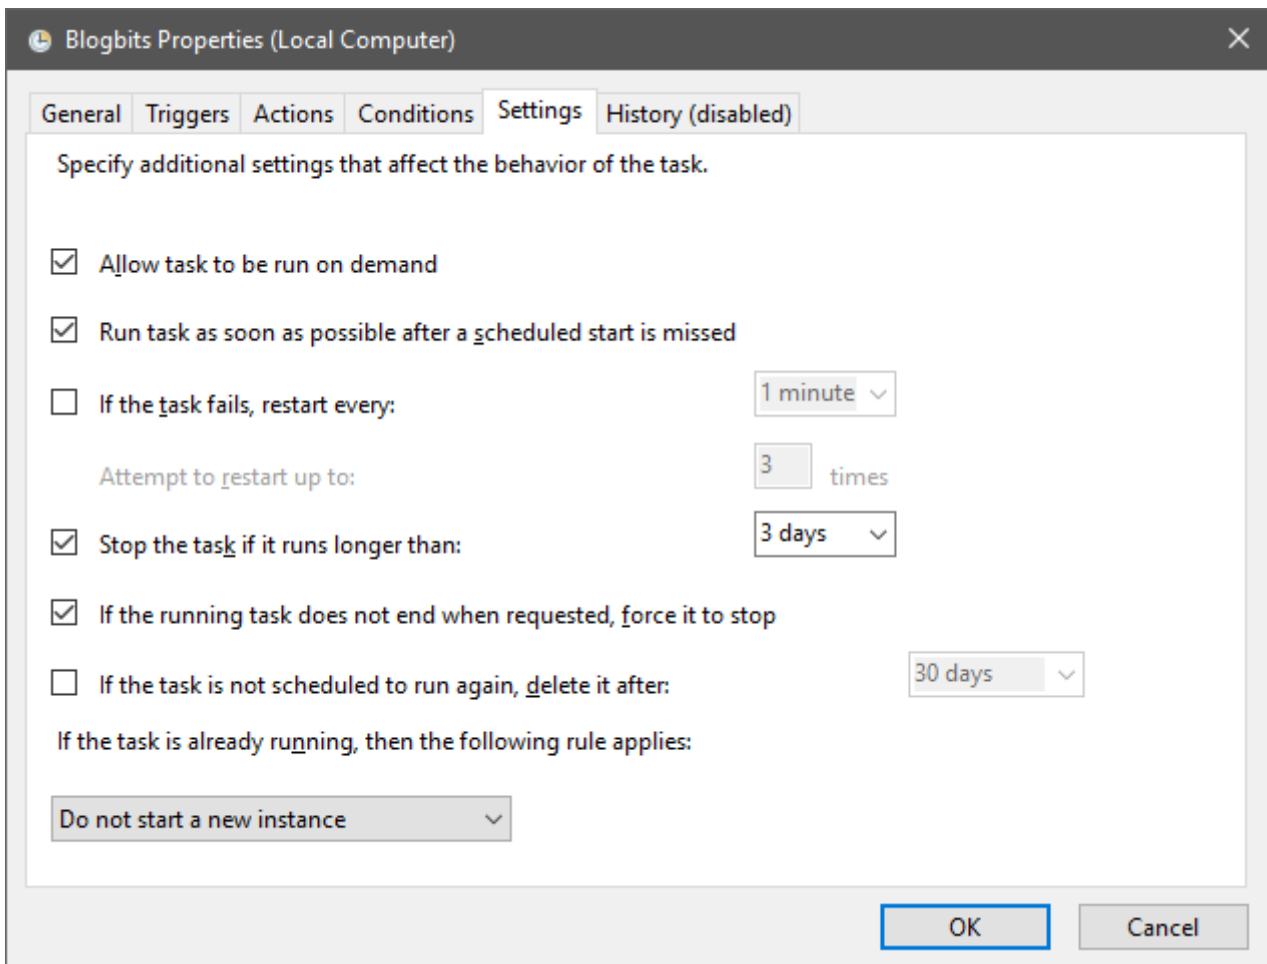 Blogbits Properties (Local Computer)
General Triggers Actions Conditions Settings History (disabled)
Specify additional settings that affect the behavior of the task.
Allow task to be run on demand
Run task as soon as possible after a scheduled start is missed
If the task fails, restart every: 1 minute
Attempt to restart up to: 3 times
Stop the task if it runs longer than: 3 days
If the running task does not end when requested, force it to stop
If the task is not scheduled to run again, delete it after: 30 days
If the task is already running, then the following rule applies:
Do not start a new instance
OK Cancel